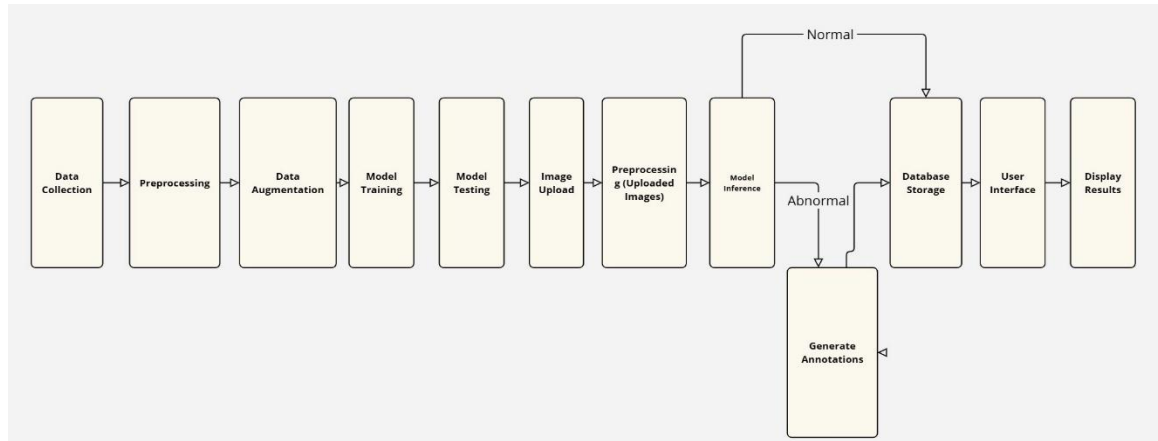 Normal
Data
Collection
Preprocessing
Data
Augmentation
Model
Training
Model
Testing
Image
Upload
Preprocessin
g (Uploaded
Images)
Model
Inference
Abnormal
Database
Storage
User
Interface
Display
Results
Generate
Annotations